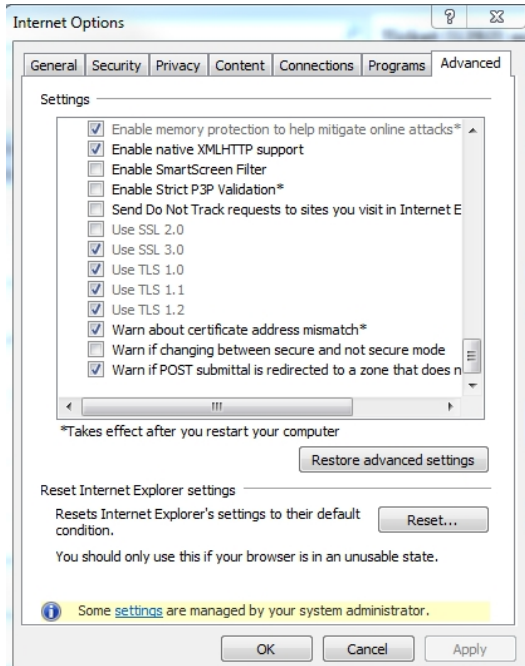 Internet Options
General Security Privacy Content Connections Programs Advanced
Settings
Enable memory protection to help mitigate online attacks*
Enable native XMLHTTP support
Enable SmartScreen Filter
Enable Strict P3P Validation*
Send Do Not Track requests to sites you visit in Internet E
Use SSL 2.0
Use SSL 3.0
Use TLS 1.0
Use TLS 1.1
Use TLS 1.2
Warn about certificate address mismatch*
Warn if changing between secure and not secure mode
Warn if POST submittal is redirected to a zone that does n
*Takes effect after you restart your computer
Restore advanced settings
Reset Internet Explorer settings
Resets Internet Explorer's settings to their default
condition.
Reset...
You should only use this if your browser is in an unusable state.
Some settings are managed by your system administrator.
OK Cancel Apply